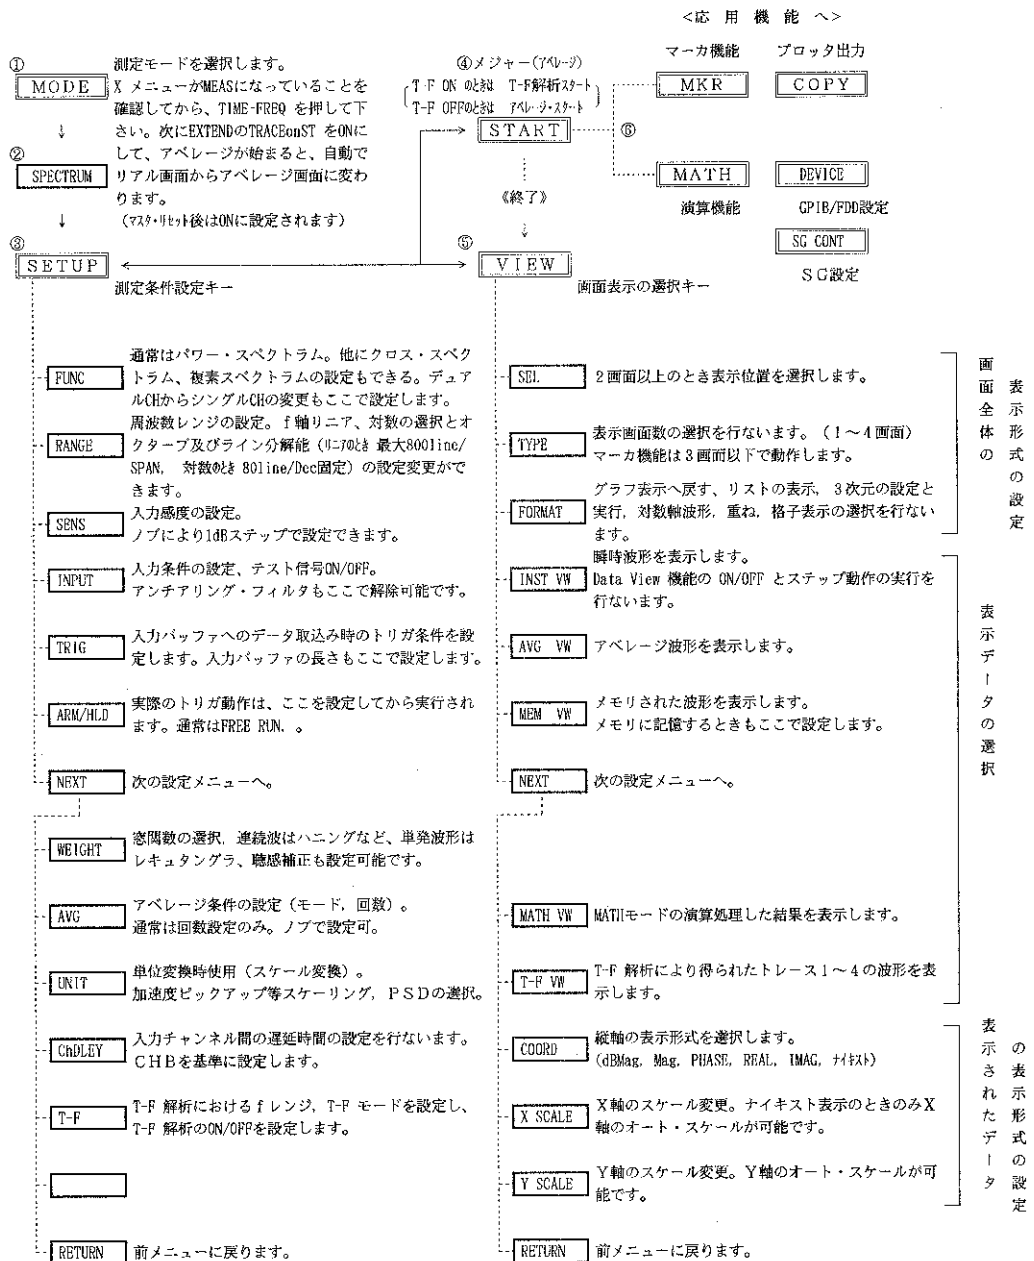 <応用機能へ>
マーカ機能
プロッタ出力
① MODE
測定モードを選択します。
X メニューがMEASになっていることを
確認してから、TIME-FREQ を押して下
さい。次にEXTENDのTRACEonST をONに
して、アベレージが始まると、自動で
リアル画面からアベレージ画面に変わ
ります。
(マスタ・リセット後はONに設定されます)
↓
② SPECTRUM
↓
③ SETUP
測定条件設定キー
④メジャー(アベレージ)
T-F ON のときは T-F解析スタート
T-F OFFのときは アベレージ・スタート
START
《終了》
⑤ VIEW
画面表示の選択キー
⑥
MKR
COPY
MATH
DEVICE
演算機能
GPIB/FDD設定
SG CONT
SG設定
FUNC
通常はパワー・スペクトラム。他にクロス・スペク
トラム、複素スペクトラムの設定もできる。デュア
ルCHからシングルCHの変更もここで設定します。
RANGE
周波数レンジの設定。f軸リニア、対数の選択とオ
クターブ及びライン分解能(リニアのとき 最大800line/
SPAN, 対数のとき 80line/Dec固定)の設定変更がで
きます。
SENS
入力感度の設定。
ノブにより1dBステップで設定できます。
INPUT
入力条件の設定、テスト信号ON/OFF。
アンチアリング・フィルタもここで解除可能です。
TRIG
入力バッファへのデータ取込み時のトリガ条件を設
定します。入力バッファの長さもここで設定します。
ARM/HLD
実際のトリガ動作は、ここを設定してから実行され
ます。通常はFREE RUN. 。
NEXT
次の設定メニューへ。
WEIGHT
窓関数の選択, 連続波はハニングなど、単発波形は
レキュタングラ、聴感補正も設定可能です。
AVG
アベレージ条件の設定(モード, 回数)。
通常は回数設定のみ。ノブで設定可。
UNIT
単位変換時使用(スケール変換)。
加速度ピックアップ等スケーリング, PSDの選択。
ChDLEY
入力チャンネル間の遅延時間の設定を行ないます。
CHBを基準に設定します。
T-F
T-F 解析におけるfレンジ, T-F モードを設定し、
T-F 解析のON/OFFを設定します。
RETURN
前メニューに戻ります。
SEL
2画面以上のとき表示位置を選択します。
TYPE
表示画面数の選択を行ないます。(1〜4画面)
マーカ機能は3画面以下で動作します。
FORMAT
グラフ表示へ戻す、リストの表示, 3次元の設定と
実行, 対数軸波形, 重ね, 格子表示の選択を行ない
ます。
INST VW
瞬時波形を表示します。
Data View 機能の ON/OFF とステップ動作の実行を
行ないます。
AVG VW
アベレージ波形を表示します。
MEM VW
メモリされた波形を表示します。
メモリに記憶するときもここで設定します。
NEXT
次の設定メニューへ。
MATH VW
MATHモードの演算処理した結果を表示します。
T-F VW
T-F 解析により得られたトレース1〜4の波形を表
示します。
COORD
縦軸の表示形式を選択します。
(dBMag, Mag, PHASE, REAL, IMAG, ナイキスト)
X SCALE
X軸のスケール変更。ナイキスト表示のときのみX
軸のオート・スケールが可能です。
Y SCALE
Y軸のスケール変更。Y軸のオート・スケールが可
能です。
RETURN
前メニューに戻ります。
画面全体の
表示形式の設定
表示データの選択
表示されたデータ
の表示形式の設定